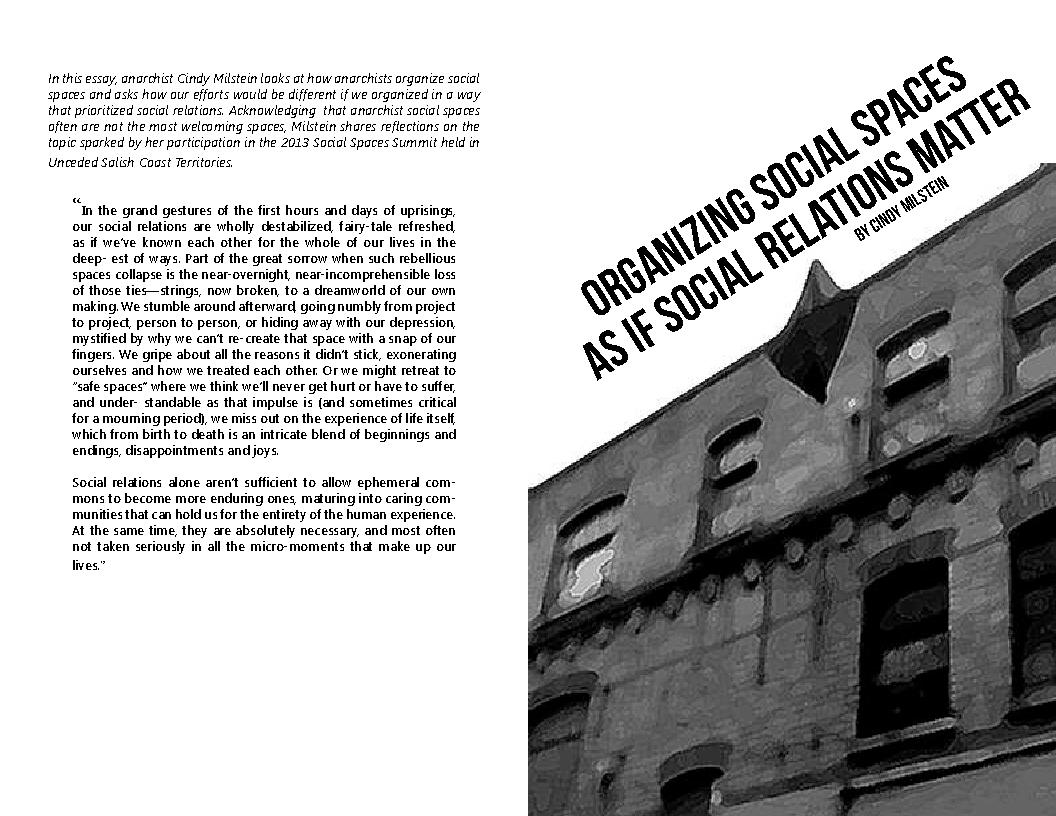 In this essay, anarchist Cindy Milstein looks at how anarchists organize social
spaces and asks how our efforts would be different if we organized in a way
that prioritized social relations. Acknowledging  that anarchist social spaces
often are not the most welcoming spaces, Milstein shares reflections on the
topic sparked by her participation in the 2013 Social Spaces Summit held in
Unceded Salish Coast Territories.
“In the grand gestures of the first hours and days of uprisings,
our social relations are wholly destabilized, fairy-tale refreshed,
as if we’ve known each other for the whole of our lives in the
deep- est of ways. Part of the great sorrow when such rebellious
spaces collapse is the near-overnight, near-incomprehensible loss
of those ties—strings, now broken, to a dreamworld of our own
making. We stumble around afterward, going numbly from project
to project, person to person, or hiding away with our depression,
mystified by why we can’t re-create that space with a snap of our
fingers. We gripe about all the reasons it didn’t stick, exonerating
ourselves and how we treated each other. Or we might retreat to
“safe spaces” where we think we’ll never get hurt or have to suffer,
and under- standable as that impulse is (and sometimes critical
for a mourning period), we miss out on the experience of life itself,
which from birth to death is an intricate blend of beginnings and
endings, disappointments and joys.
Social relations alone aren’t sufficient to allow ephemeral com-
mons to become more enduring ones, maturing into caring com-
munities that can hold us for the entirety of the human experience.
At the same time, they are absolutely necessary, and most often
not taken seriously in all the micro-moments that make up our
lives.”
ORGANIZING SOCIAL SPACES
AS IF SOCIAL RELATIONS MATTER
BY CINDY MILSTEIN